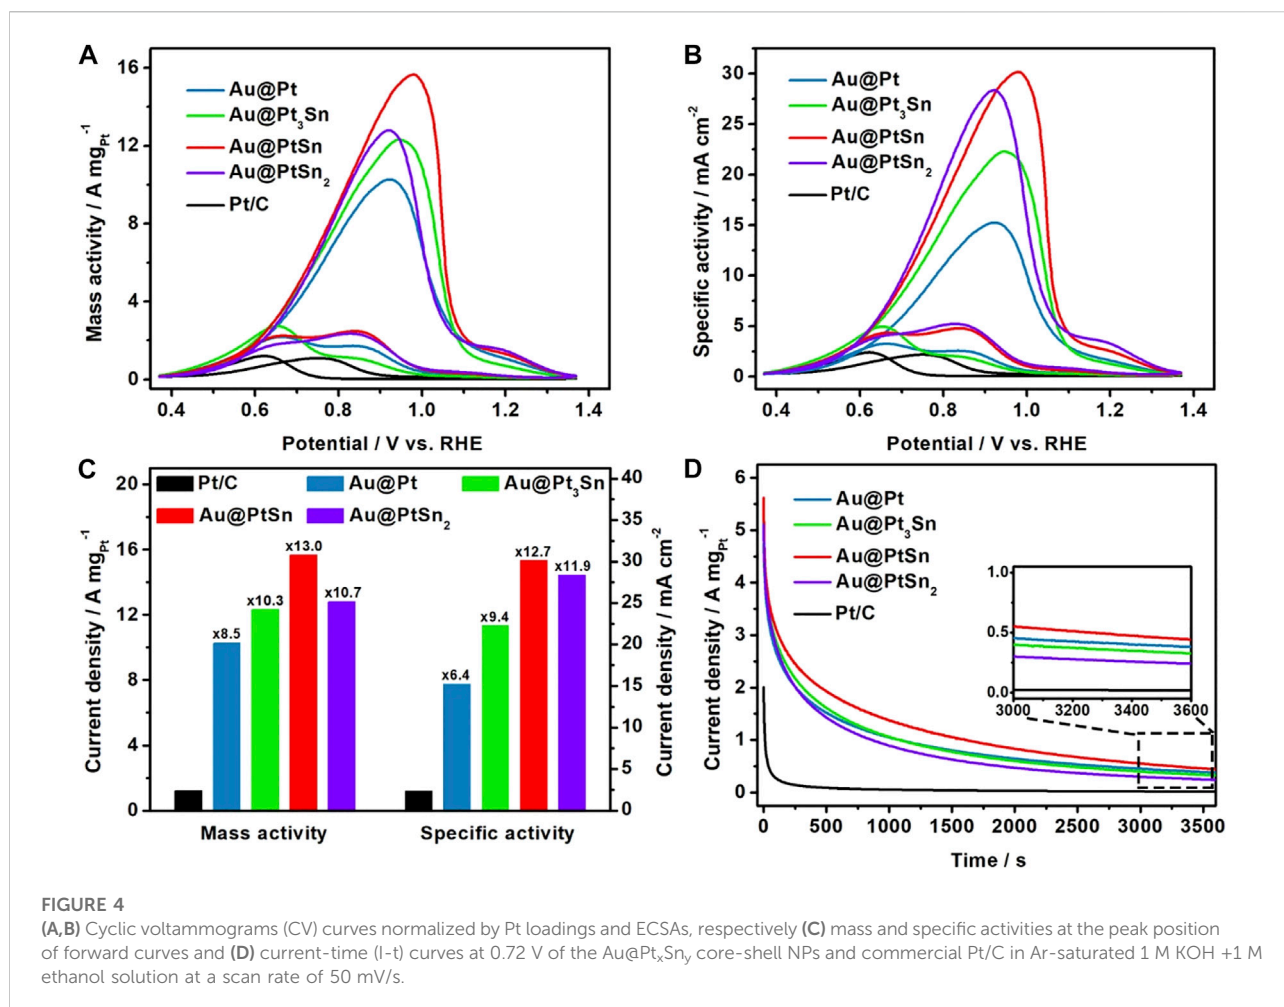 A
16
12
8
4
0
Mass activity / A mg_Pt^-1
Au@Pt
Au@Pt₃Sn
Au@PtSn
Au@PtSn₂
Pt/C
0.4 0.6 0.8 1.0 1.2 1.4
Potential / V vs. RHE
B
30
25
20
15
10
5
0
Specific activity / mA cm⁻²
Au@Pt
Au@Pt₃Sn
Au@PtSn
Au@PtSn₂
Pt/C
0.4 0.6 0.8 1.0 1.2 1.4
Potential / V vs. RHE
C
20
16
12
8
4
0
Current density / A mg_Pt^-1
Pt/C Au@Pt Au@Pt₃Sn
Au@PtSn Au@PtSn₂
x8.5 x10.3 x13.0 x10.7
x6.4 x9.4 x12.7 x11.9
Mass activity Specific activity
40
35
30
25
20
15
10
5
0
Current density / mA cm⁻²
D
6
5
4
3
2
1
0
Current density / A mg_Pt^-1
Au@Pt
Au@Pt₃Sn
Au@PtSn
Au@PtSn₂
Pt/C
1.0
0.5
0.0
3000 3200 3400 3600
0 500 1000 1500 2000 2500 3000 3500
Time / s
FIGURE 4
(A,B) Cyclic voltammograms (CV) curves normalized by Pt loadings and ECSAs, respectively (C) mass and specific activities at the peak position
of forward curves and (D) current-time (I-t) curves at 0.72 V of the Au@PtₓSn_y core-shell NPs and commercial Pt/C in Ar-saturated 1 M KOH +1 M
ethanol solution at a scan rate of 50 mV/s.